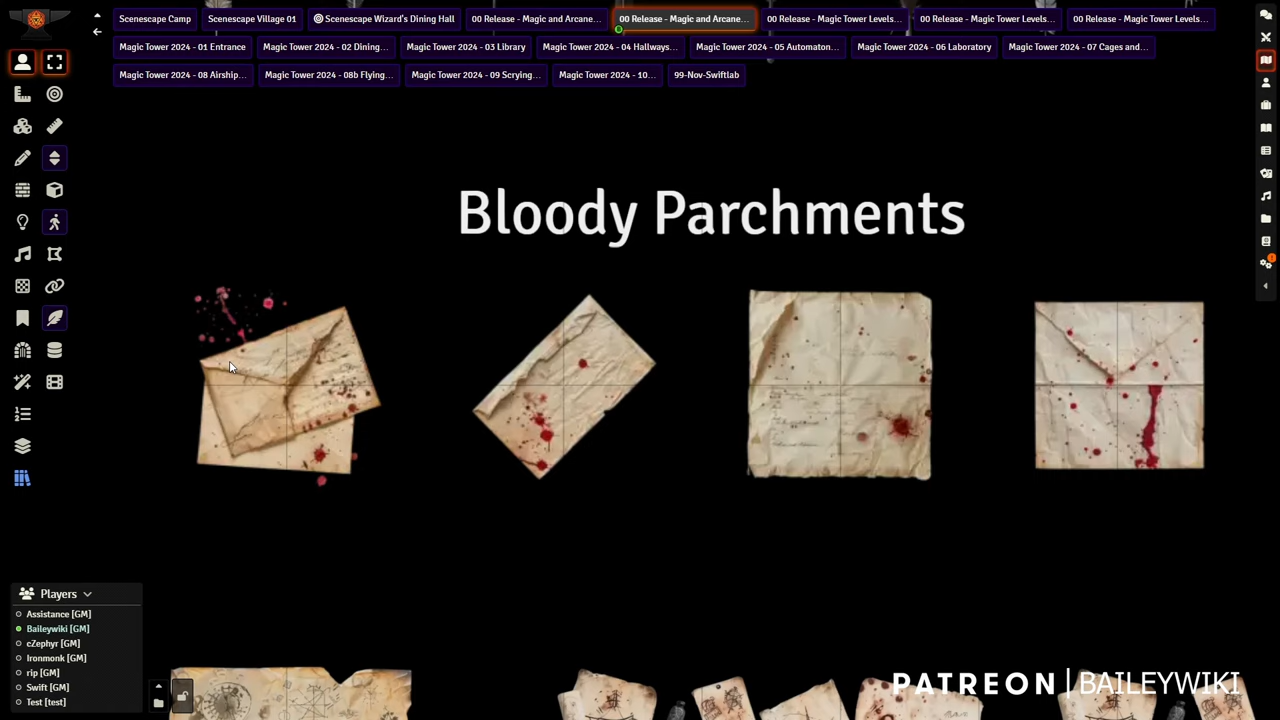 Scenescape Camp
Scenescape Village 01
Scenescape Wizard's Dining Hall
00 Release - Magic and Arcane...
00 Release - Magic and Arcane...
00 Release - Magic Tower Levels...
00 Release - Magic Tower Levels...
00 Release - Magic Tower Levels...
Magic Tower 2024 - 01 Entrance
Magic Tower 2024 - 02 Dining...
Magic Tower 2024 - 03 Library
Magic Tower 2024 - 04 Hallways...
Magic Tower 2024 - 05 Automaton...
Magic Tower 2024 - 06 Laboratory
Magic Tower 2024 - 07 Cages and...
Magic Tower 2024 - 08 Airship...
Magic Tower 2024 - 08b Flying...
Magic Tower 2024 - 09 Scrying...
Magic Tower 2024 - 10...
99-Nov-Swiftlab
Bloody Parchments
Players
Assistance [GM]
Baileywiki [GM]
cZephyr [GM]
Ironmonk [GM]
rip [GM]
Swift [GM]
Test [test]
PATREON | BAILEYWIKI